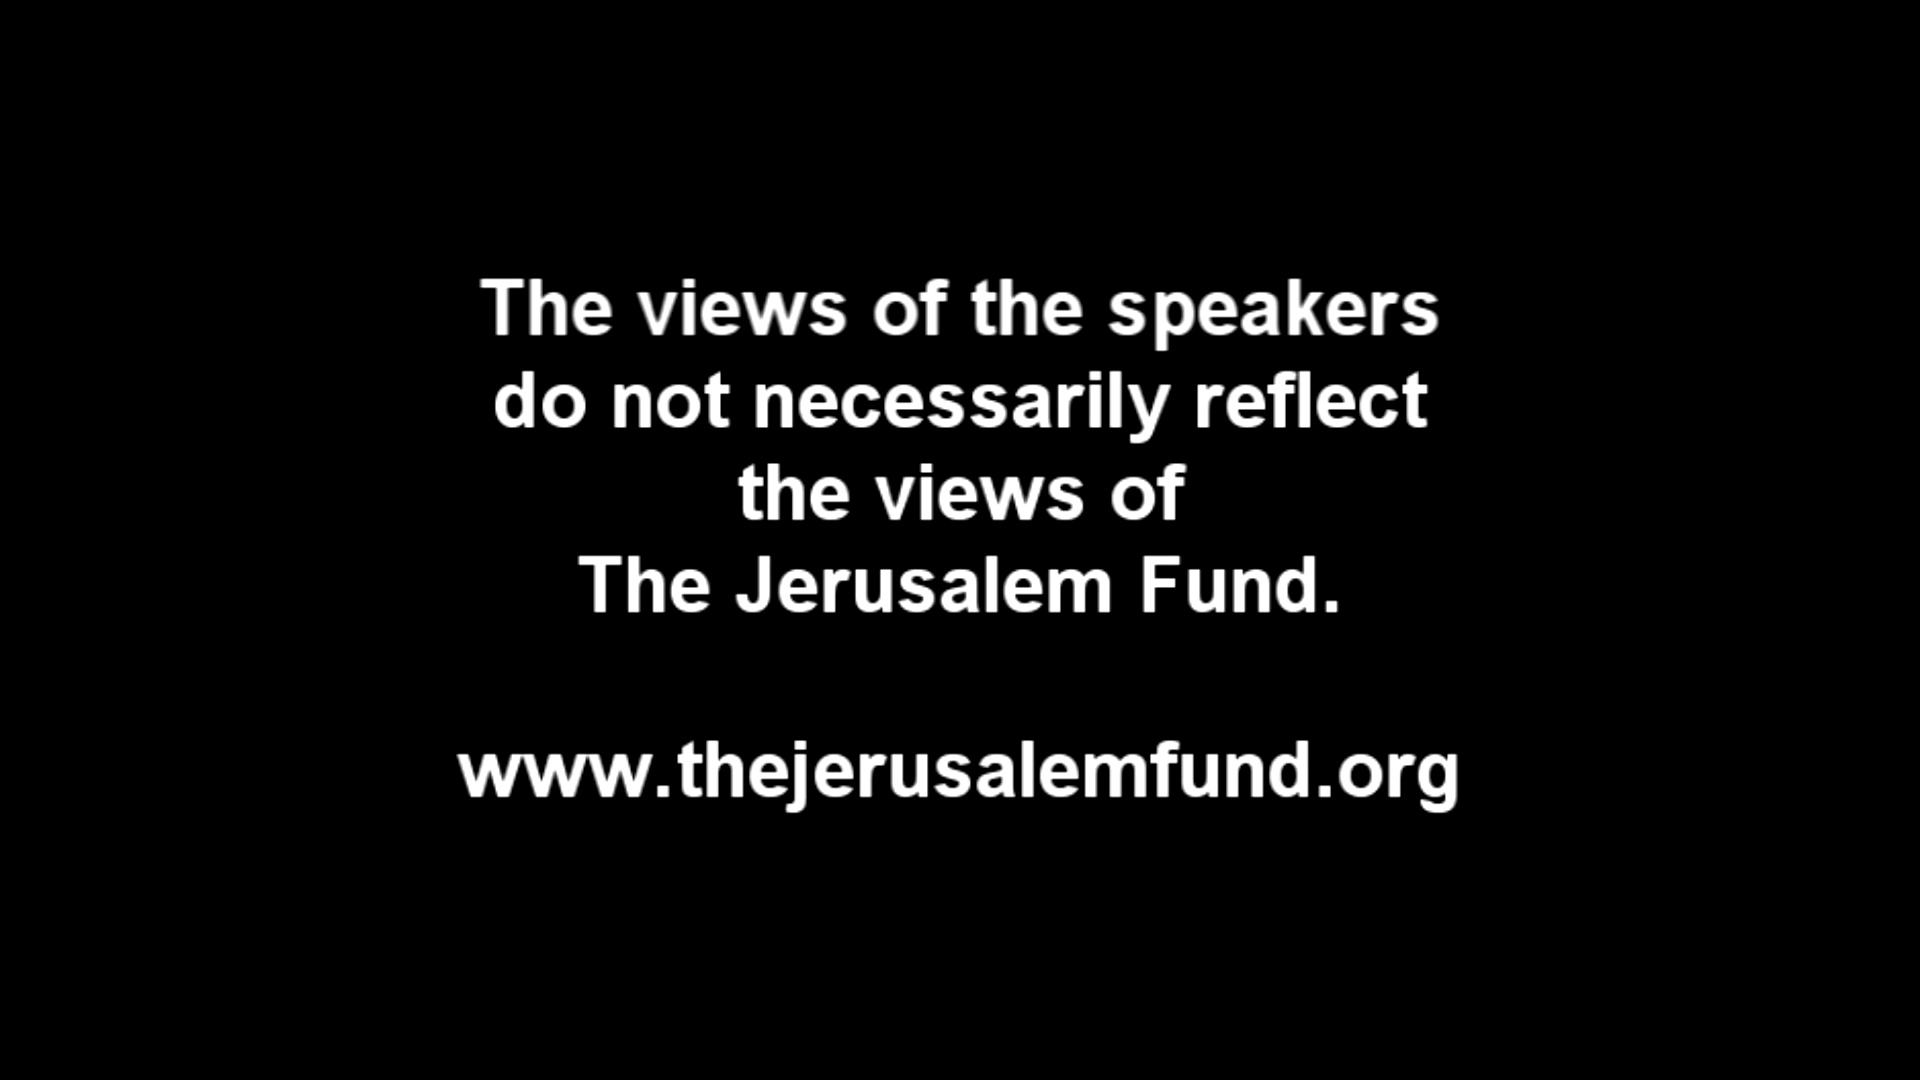 The views of the speakers
do not necessarily reflect
the views of
The Jerusalem Fund.
www.thejerusalemfund.org